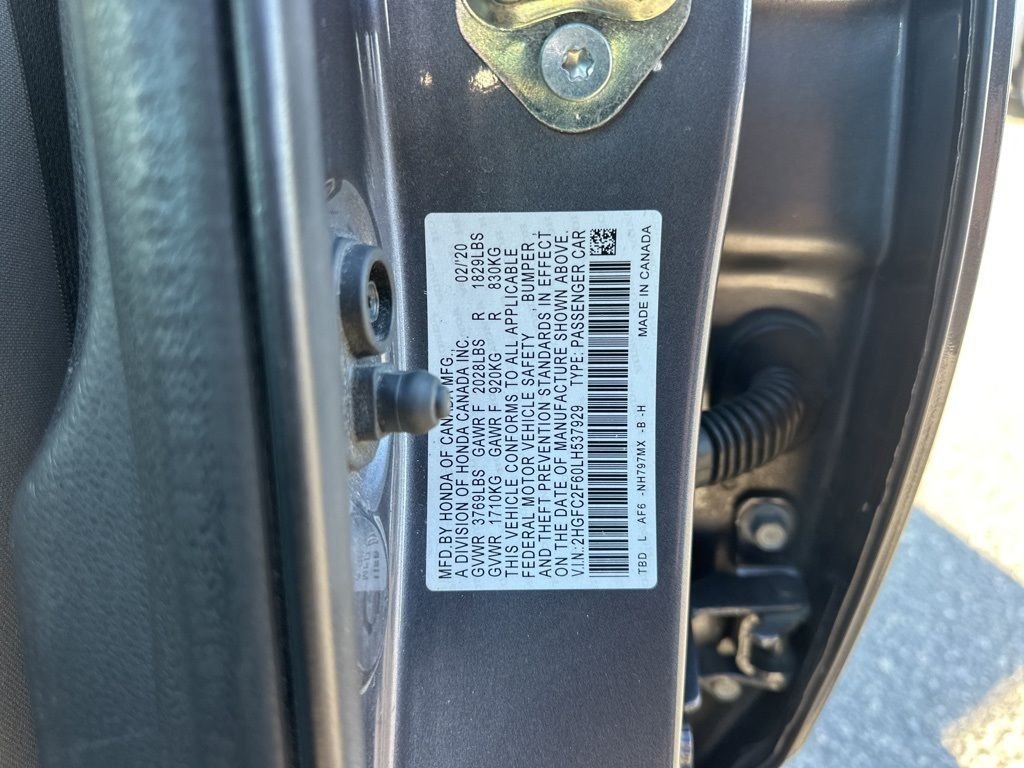 MFD.BY HONDA OF CANADA MFG.
A DIVISION OF HONDA CANADA INC. 02/20
GVWR 3769LBS GAWR F 2028LBS R 1829LBS
GVWR 1710KG GAWR F 920KG R 830KG
THIS VEHICLE CONFORMS TO ALL APPLICABLE
FEDERAL MOTOR VEHICLE SAFETY, BUMPER,
AND THEFT PREVENTION STANDARDS IN EFFECT
ON THE DATE OF MANUFACTURE SHOWN ABOVE.
V.I.N.:2HGFC2F60LH537929 TYPE: PASSENGER CAR
TBD L AF6 -NH797MX -B -H MADE IN CANADA